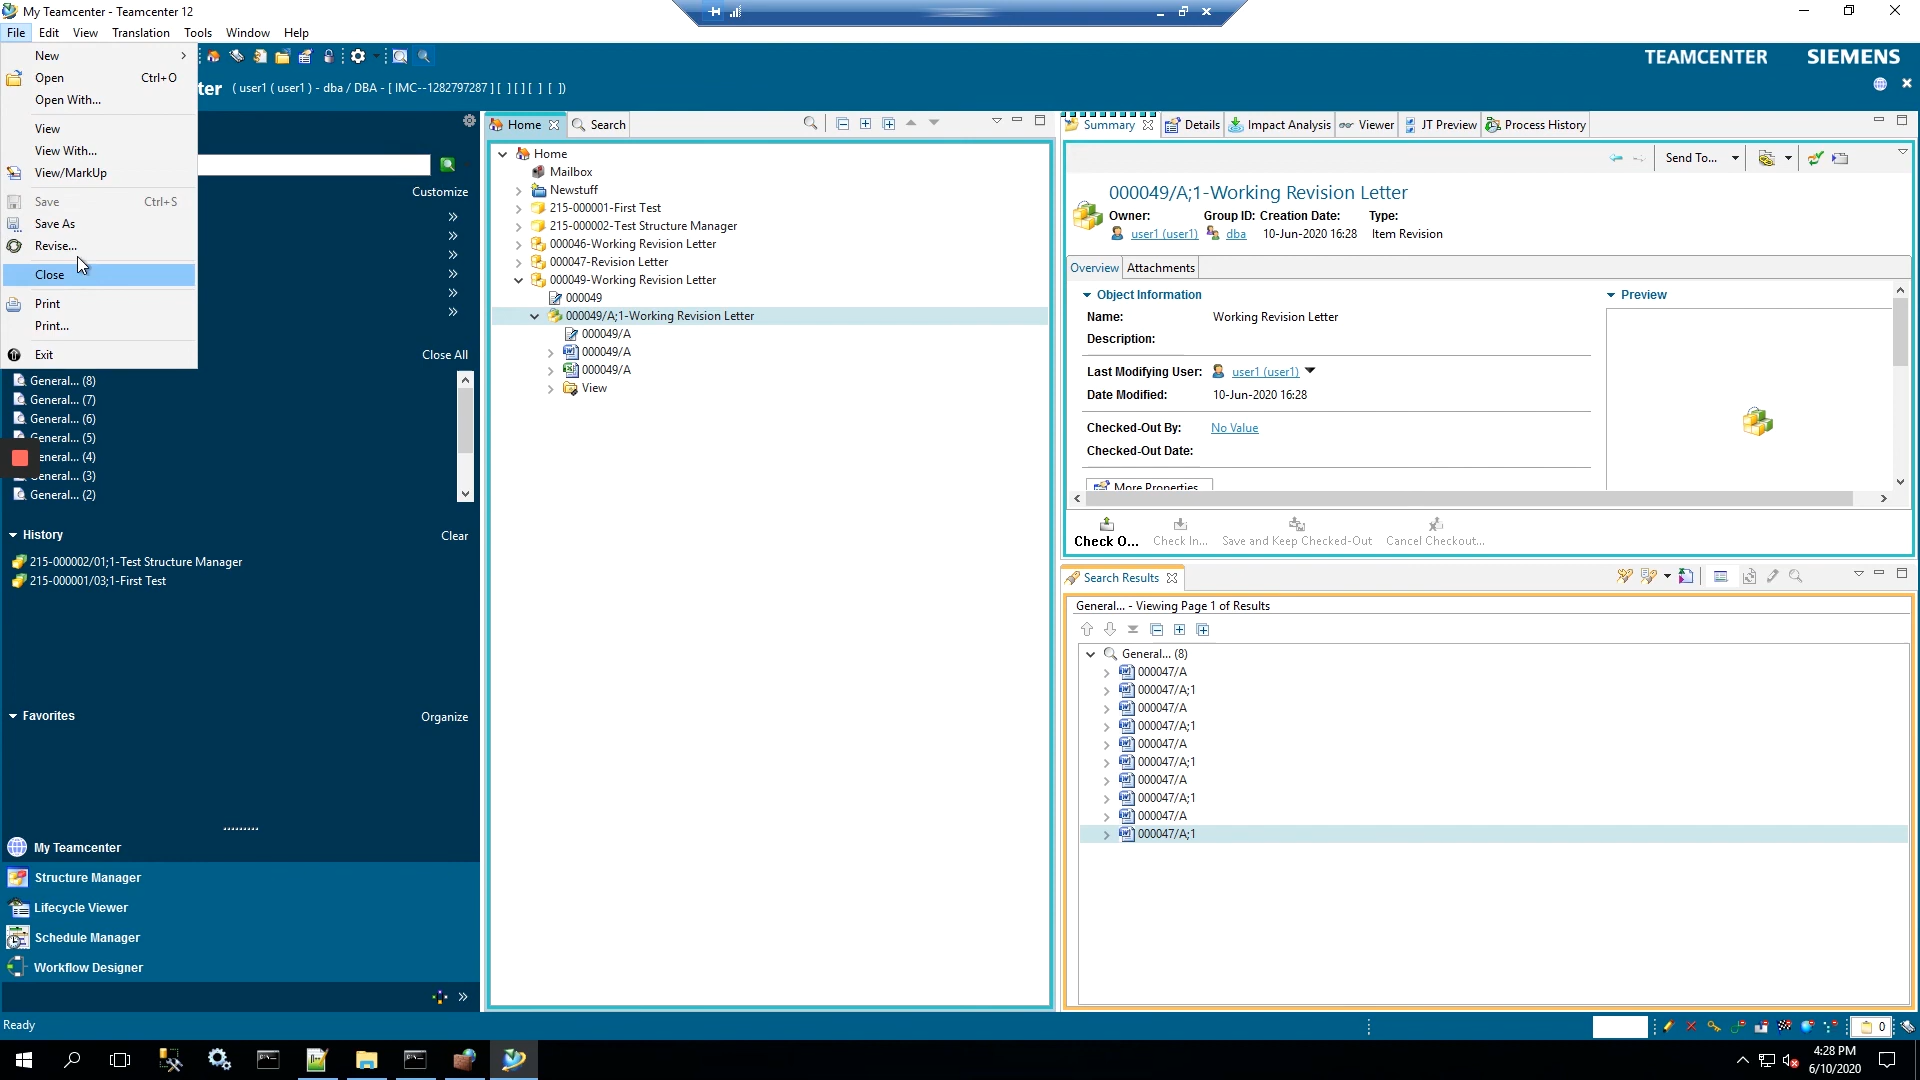 My Teamcenter - Teamcenter 12
File Edit View Translation Tools Window Help
New
Open Ctrl+O
Open With...
View
View With...
View/MarkUp
Save Ctrl+S
Save As
Revise...
Close
Print
Print...
Exit
TEAMCENTER SIEMENS
ter ( user1 ( user1 ) - dba / DBA - [ IMC--1282797287 ] [ ] [ ] [ ] [ ])
Customize
Close All
General... (8)
General... (7)
General... (6)
General... (5)
eneral... (4)
eneral... (3)
General... (2)
History Clear
215-000002/01;1-Test Structure Manager
215-000001/03;1-First Test
Favorites Organize
My Teamcenter
Structure Manager
Lifecycle Viewer
Schedule Manager
Workflow Designer
Ready
Home Search
Home
Mailbox
Newstuff
215-000001-First Test
215-000002-Test Structure Manager
000046-Working Revision Letter
000047-Revision Letter
000049-Working Revision Letter
000049
000049/A;1-Working Revision Letter
000049/A
000049/A
000049/A
View
Summary Details Impact Analysis Viewer JT Preview Process History
Send To...
000049/A;1-Working Revision Letter
Owner: Group ID: Creation Date: Type:
user1 (user1) dba 10-Jun-2020 16:28 Item Revision
Overview Attachments
Object Information Preview
Name: Working Revision Letter
Description:
Last Modifying User: user1 (user1)
Date Modified: 10-Jun-2020 16:28
Checked-Out By: No Value
Checked-Out Date:
More Properties
Check O... Check In... Save and Keep Checked-Out Cancel Checkout...
Search Results
General... - Viewing Page 1 of Results
General... (8)
000047/A
000047/A;1
000047/A
000047/A;1
000047/A
000047/A;1
000047/A
000047/A;1
000047/A
000047/A;1
0
4:28 PM
6/10/2020